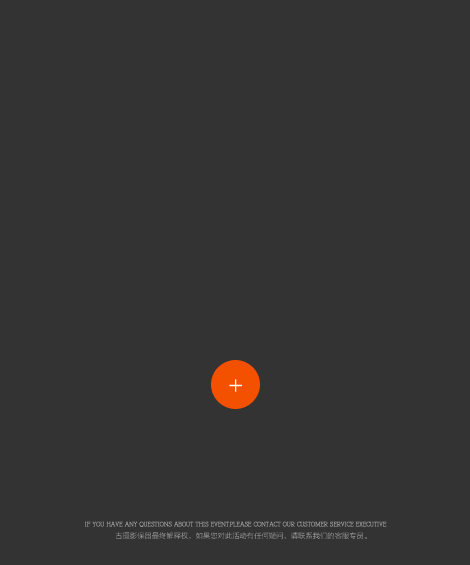 IF YOU HAVE ANY QUESTIONS ABOUT THIS EVENT,PLEASE CONTACT OUR CUSTOMER SERVICE EXECUTIVE
古摄影保留最终解释权、如果您对此活动有任何疑问、请联系我们的客服专员。